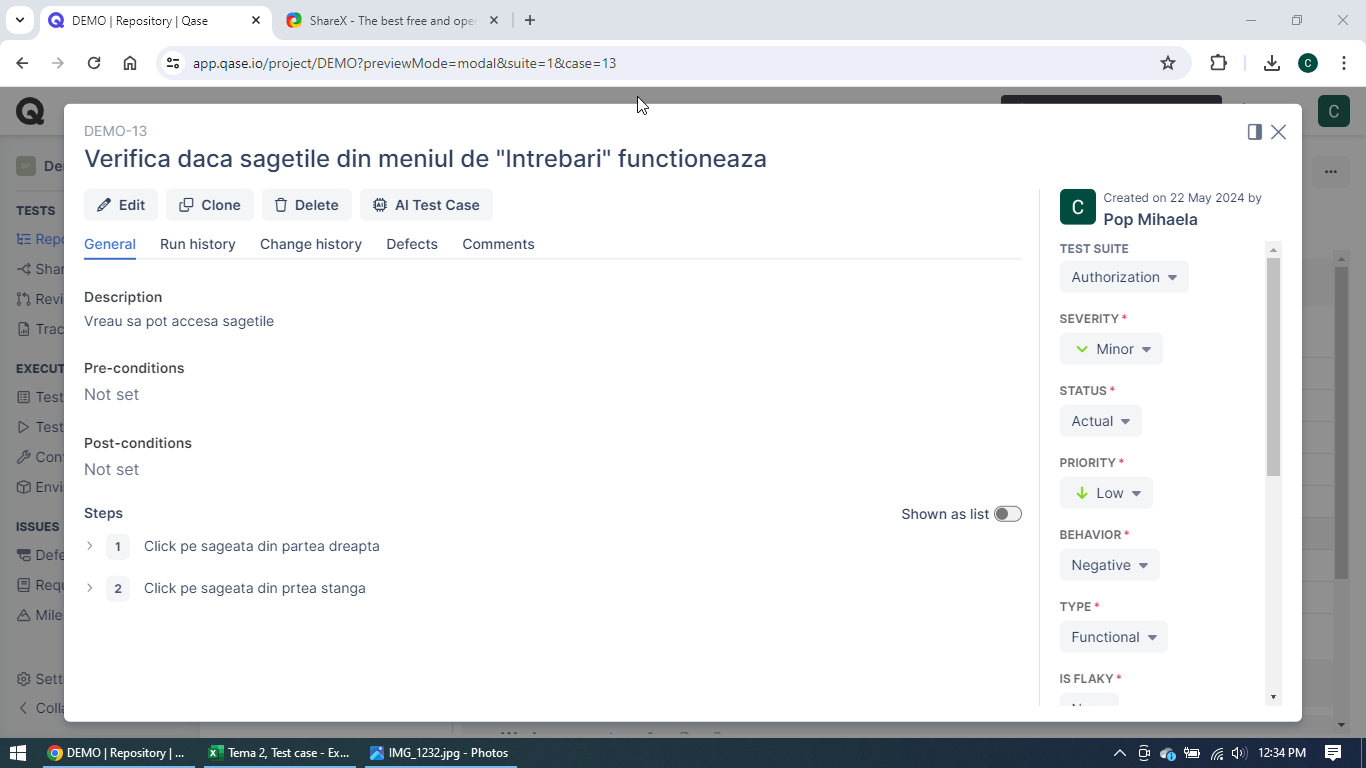 DEMO | Repository | Qase
ShareX - The best free and ope
app.qase.io/project/DEMO?previewMode=modal&suite=1&case=13
C
Q
C
DEMO-13
Verifica daca sagetile din meniul de "Intrebari" functioneaza
Edit
Clone
Delete
AI Test Case
General
Run history
Change history
Defects
Comments
Description
Vreau sa pot accesa sagetile
Pre-conditions
Not set
Post-conditions
Not set
Steps
Shown as list
1 Click pe sageata din partea dreapta
2 Click pe sageata din prtea stanga
C
Created on 22 May 2024 by
Pop Mihaela
TEST SUITE
Authorization
SEVERITY *
Minor
STATUS *
Actual
PRIORITY *
Low
BEHAVIOR *
Negative
TYPE *
Functional
IS FLAKY *
TESTS
Repo
Shar
Revi
Trac
EXECUT
Test
Test
Con
Envi
ISSUES
Defe
Requ
Mile
Sett
Colla
DEMO | Repository | ...
Tema 2, Test case - Ex...
IMG_1232.jpg - Photos
12:34 PM